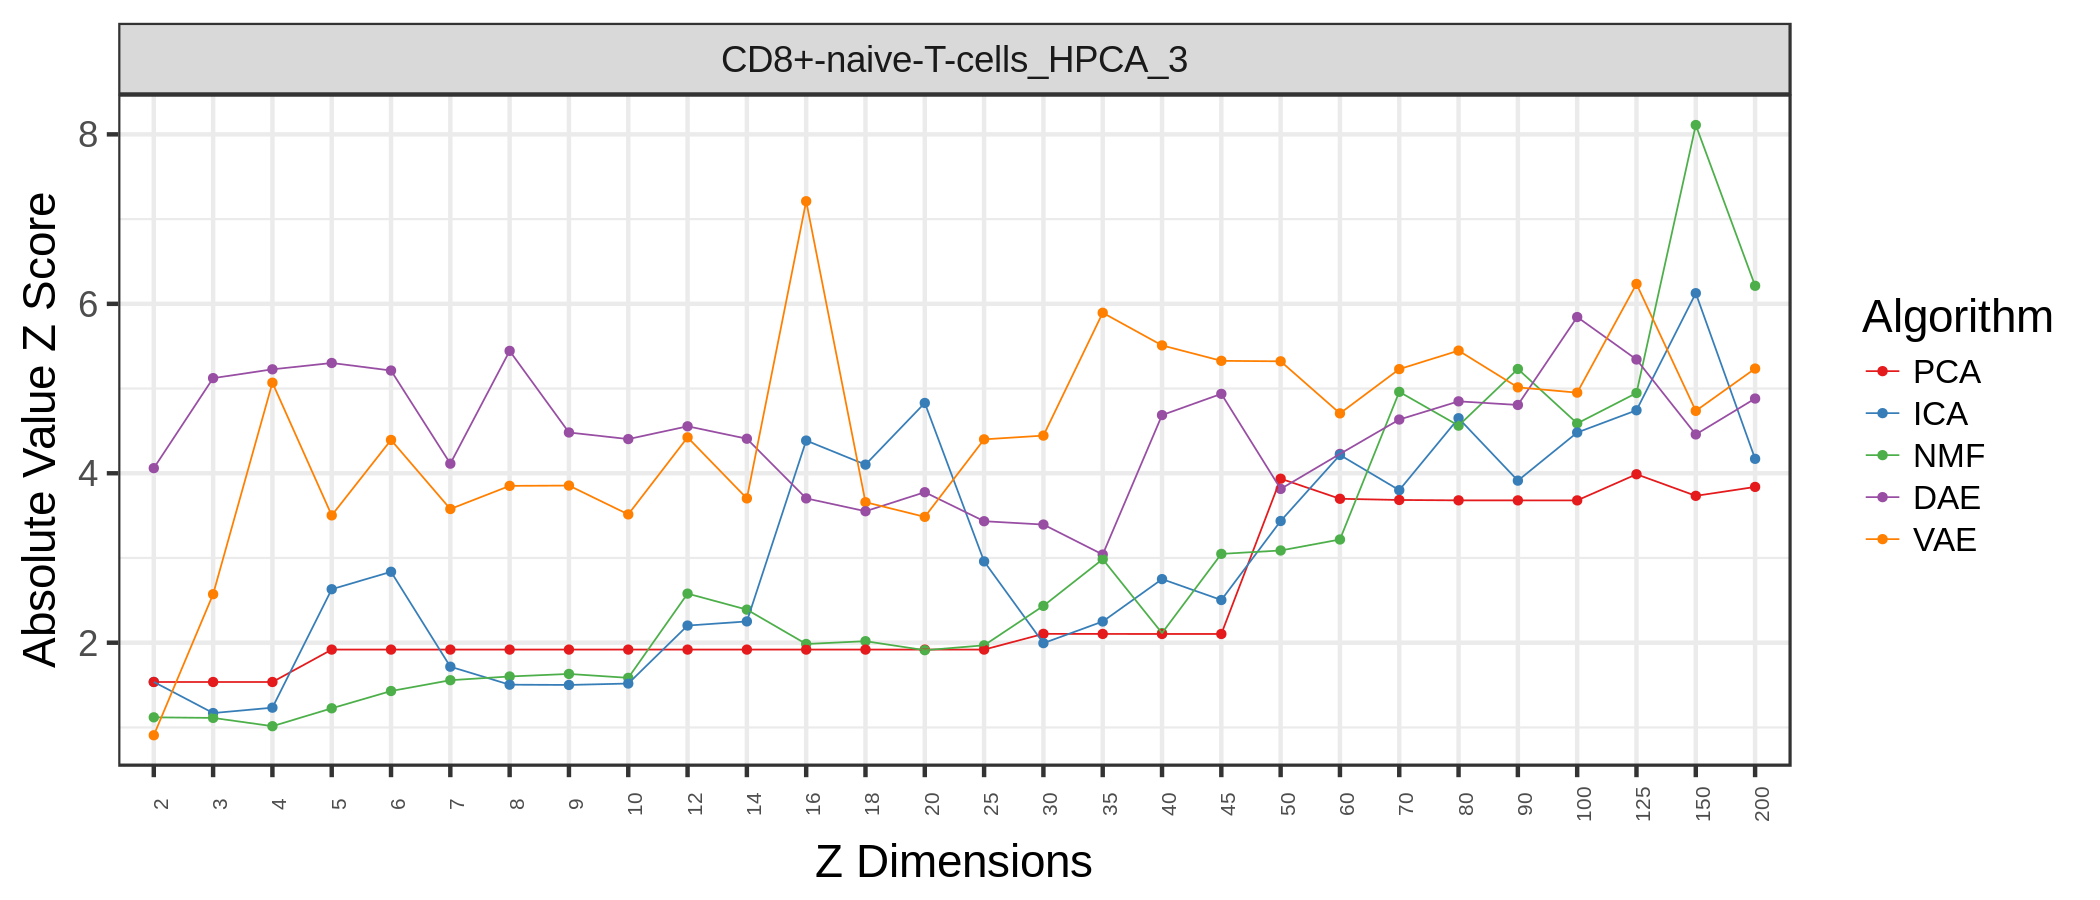 CD8+-naive-T-cells_HPCA_3
Absolute Value Z Score
8
6
4
2
2 3 4 5 6 7 8 9 10 12 14 16 18 20 25 30 35 40 45 50 60 70 80 90 100 125 150 200
Z Dimensions
Algorithm
PCA
ICA
NMF
DAE
VAE